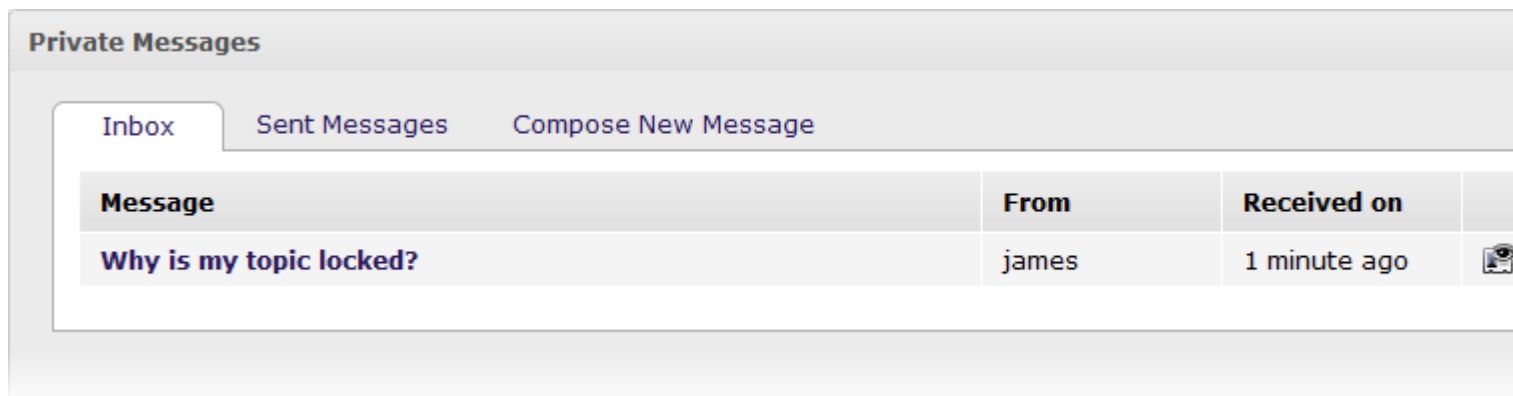 Private Messages
Inbox Sent Messages Compose New Message
Message From Received on
Why is my topic locked? james 1 minute ago